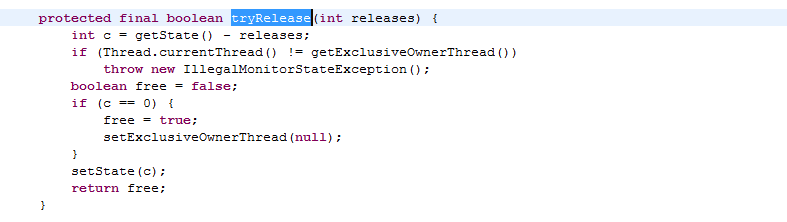 protected final boolean tryRelease(int releases) {
    int c = getState() - releases;
    if (Thread.currentThread() != getExclusiveOwnerThread())
        throw new IllegalMonitorStateException();
    boolean free = false;
    if (c == 0) {
        free = true;
        setExclusiveOwnerThread(null);
    }
    setState(c);
    return free;
}